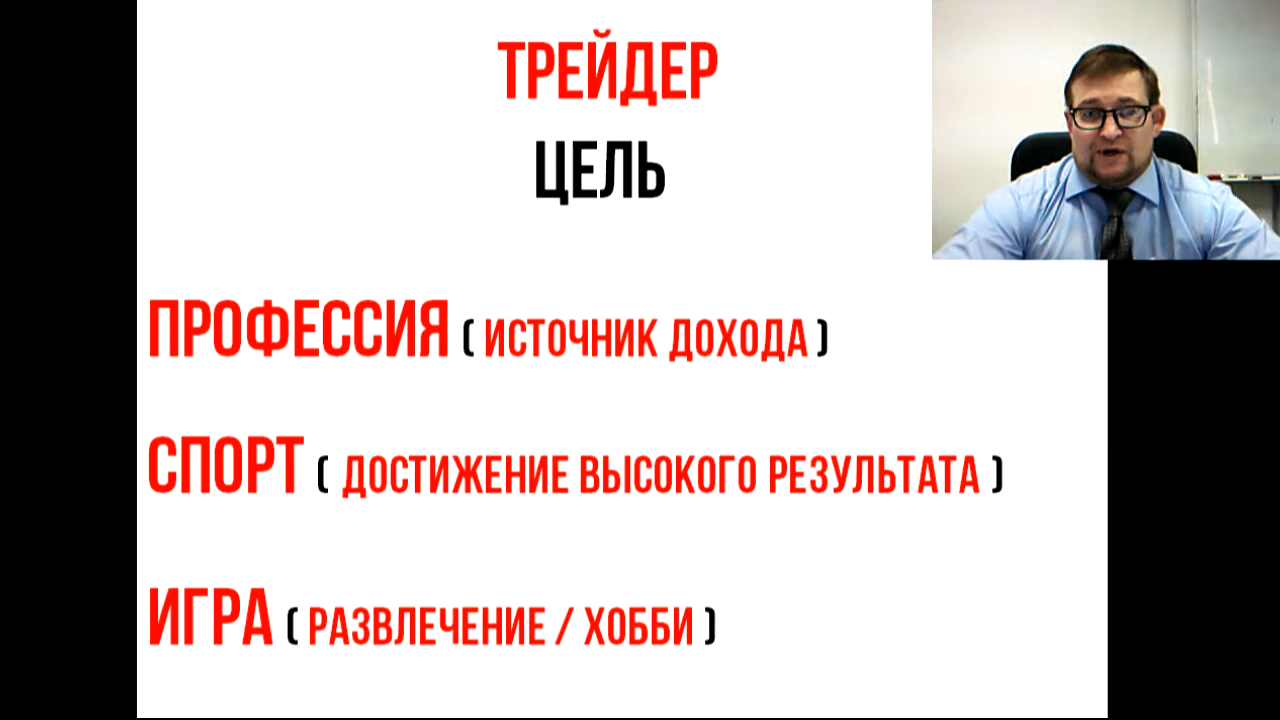 ТРЕЙДЕР
ЦЕЛЬ
ПРОФЕССИЯ ( ИСТОЧНИК ДОХОДА )
СПОРТ ( ДОСТИЖЕНИЕ ВЫСОКОГО РЕЗУЛЬТАТА )
ИГРА ( РАЗВЛЕЧЕНИЕ / ХОББИ )